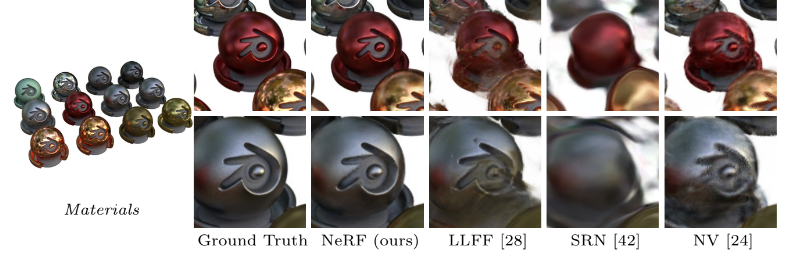 Materials
Ground Truth NeRF (ours) LLFF [28] SRN [42] NV [24]